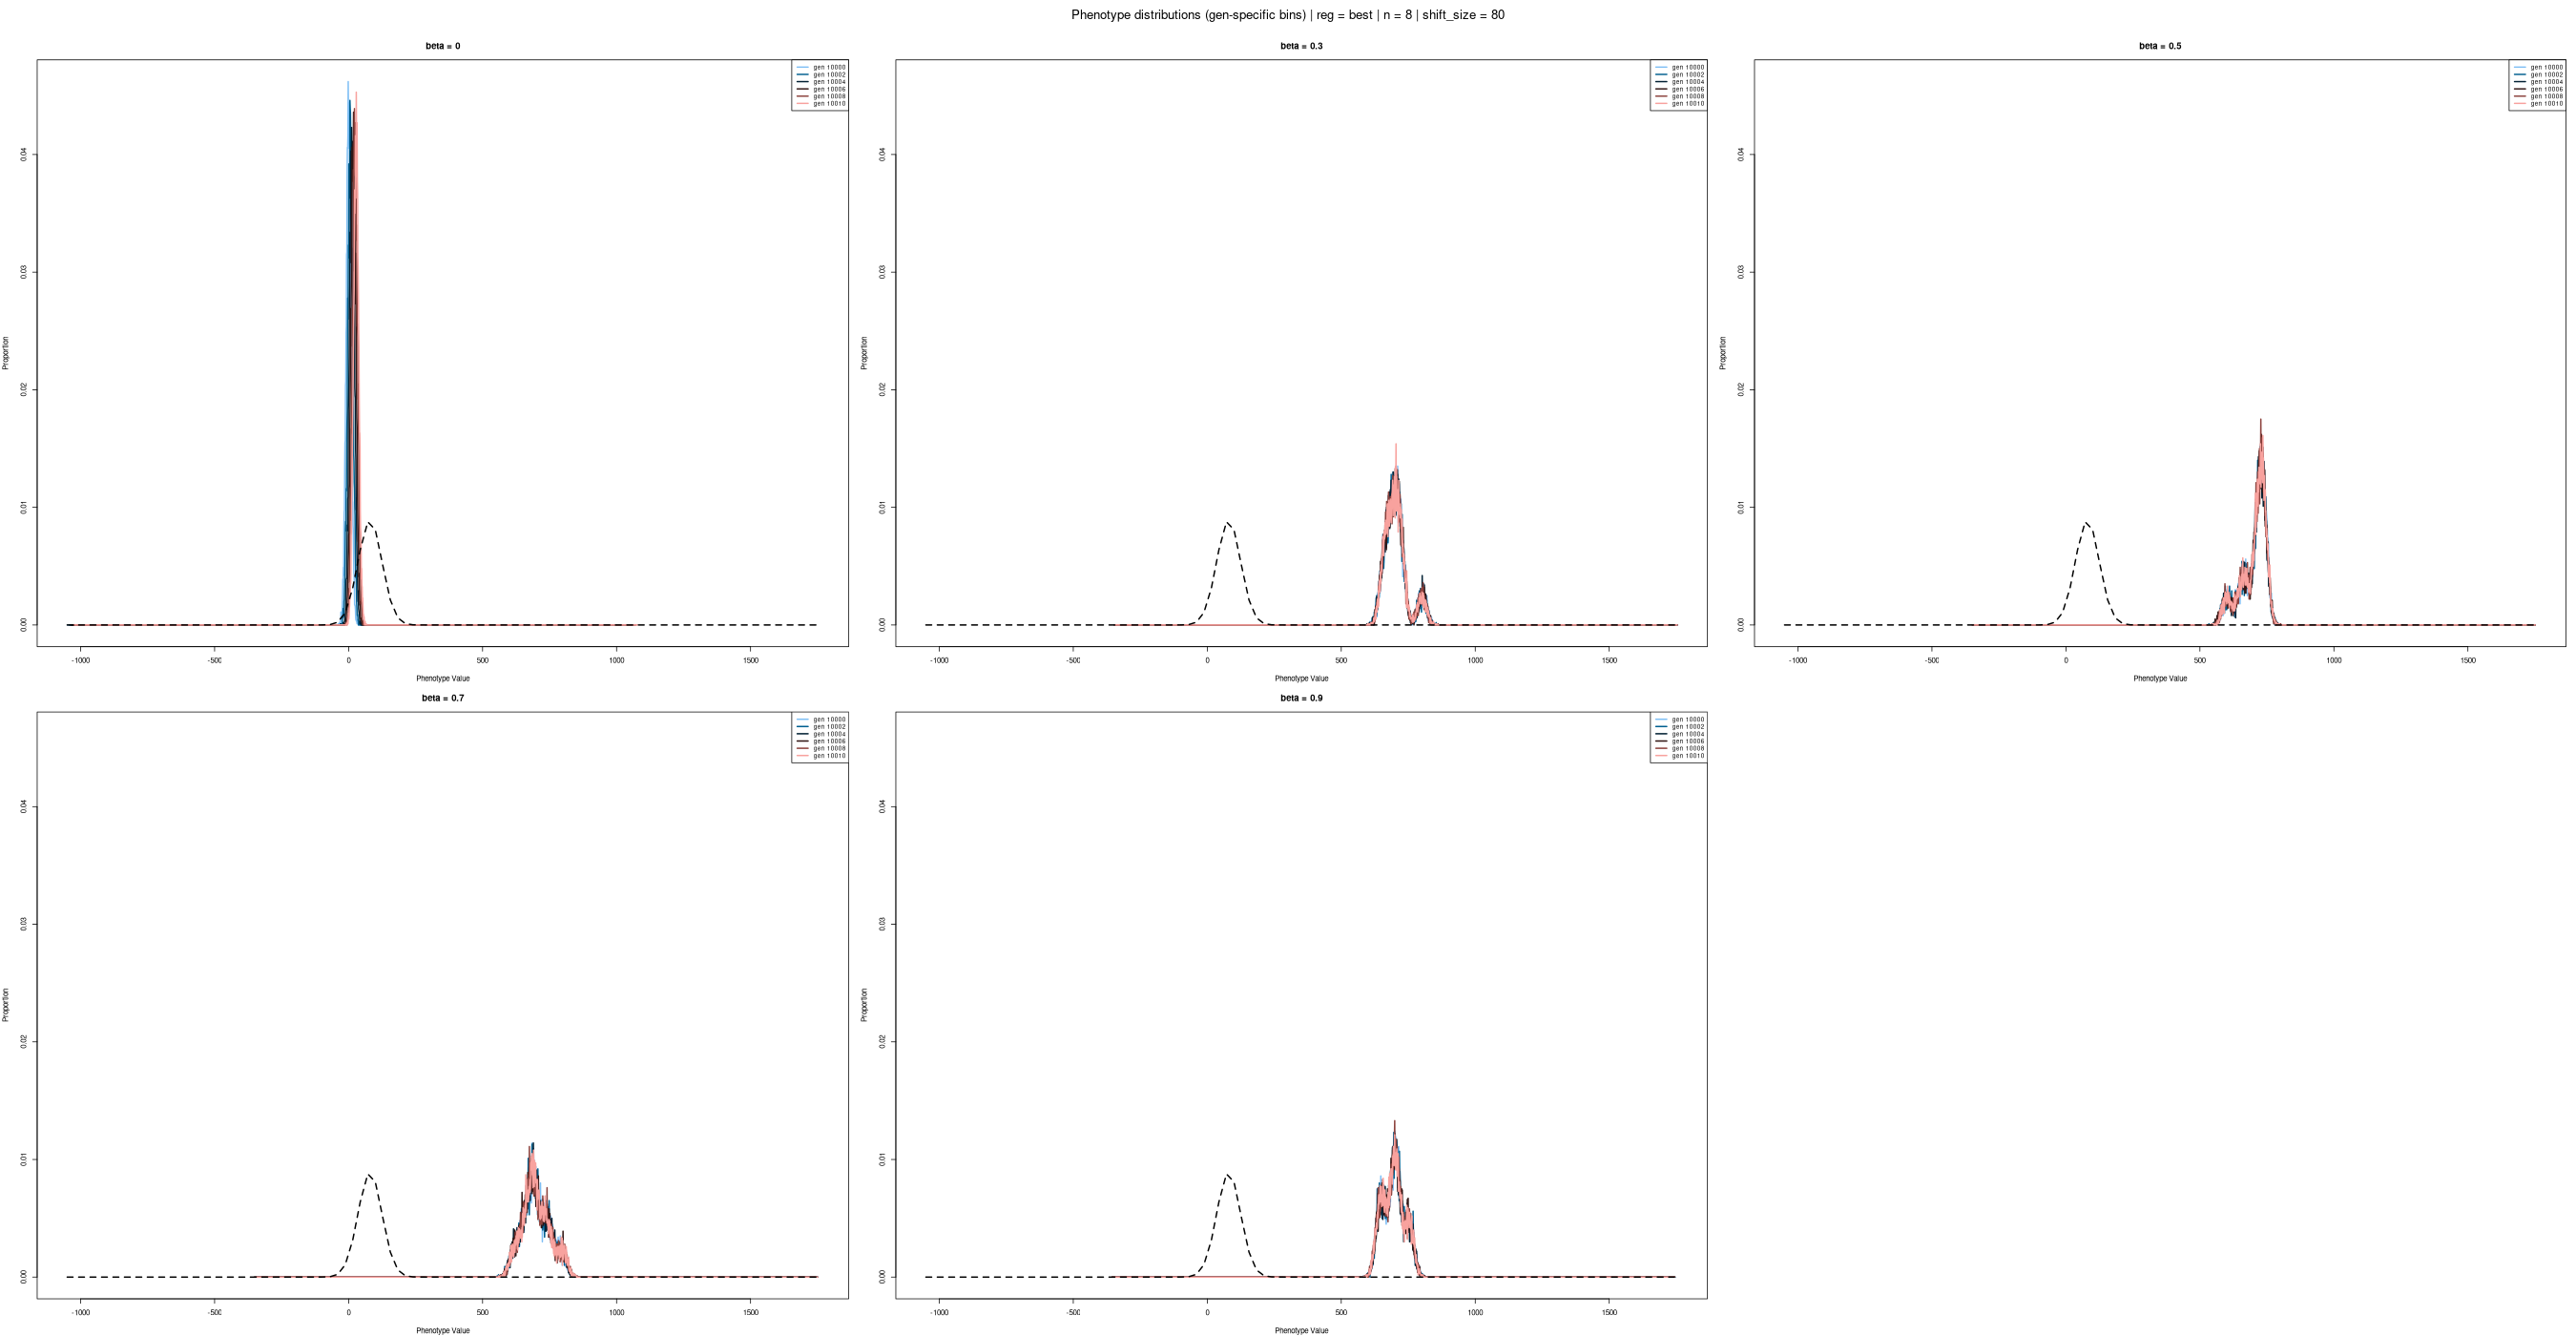 Phenotype distributions (gen-specific bins) | reg = best | n = 8 | shift_size = 80
beta = 0
gen 10000
gen 10002
gen 10004
gen 10006
gen 10008
gen 10010
Proportion
0.04
0.03
0.02
0.01
0.00
-1000 -500 0 500 1000 1500
Phenotype Value
beta = 0.3
gen 10000
gen 10002
gen 10004
gen 10006
gen 10008
gen 10010
Proportion
0.04
0.03
0.02
0.01
0.00
-1000 -500 0 500 1000 1500
Phenotype Value
beta = 0.5
gen 10000
gen 10002
gen 10004
gen 10006
gen 10008
gen 10010
Proportion
0.04
0.03
0.02
0.01
0.00
-1000 -500 0 500 1000 1500
Phenotype Value
beta = 0.7
gen 10000
gen 10002
gen 10004
gen 10006
gen 10008
gen 10010
Proportion
0.04
0.03
0.02
0.01
0.00
-1000 -500 0 500 1000 1500
Phenotype Value
beta = 0.9
gen 10000
gen 10002
gen 10004
gen 10006
gen 10008
gen 10010
Proportion
0.04
0.03
0.02
0.01
0.00
-1000 -500 0 500 1000 1500
Phenotype Value